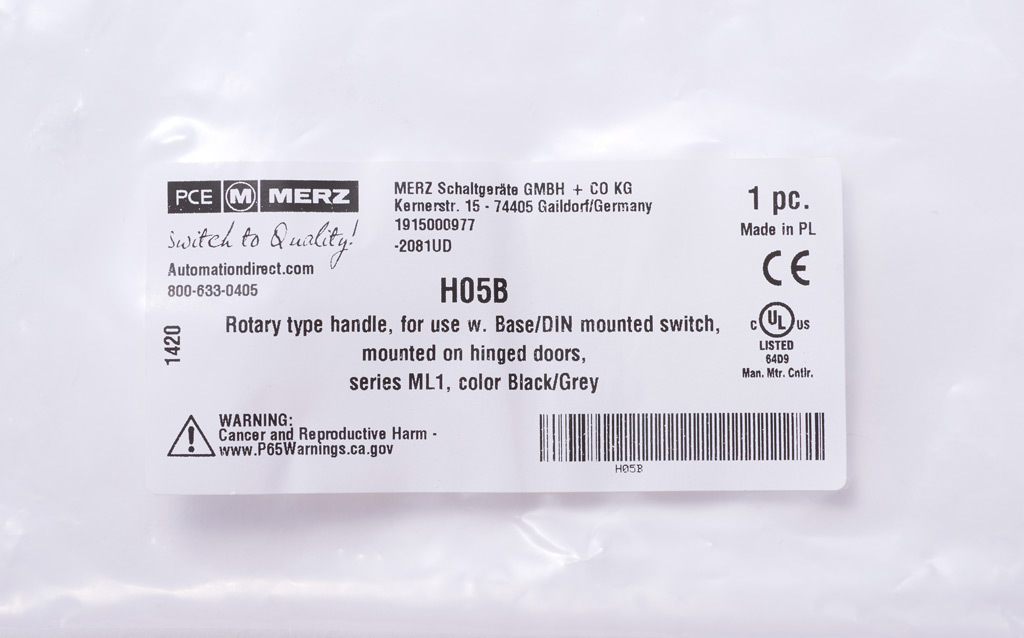 PCE M MERZ
Switch to Quality!
Automationdirect.com
800-633-0405
MERZ Schaltgeräte GMBH + CO KG
Kernerstr. 15 - 74405 Gaildorf/Germany
1915000977
-2081UD
1 pc.
Made in PL
CE
H05B
Rotary type handle, for use w. Base/DIN mounted switch,
mounted on hinged doors,
series ML1, color Black/Grey
1420
C UL US
LISTED
64D9
Man. Mtr. Cntlr.
WARNING:
Cancer and Reproductive Harm -
www.P65Warnings.ca.gov
H05B